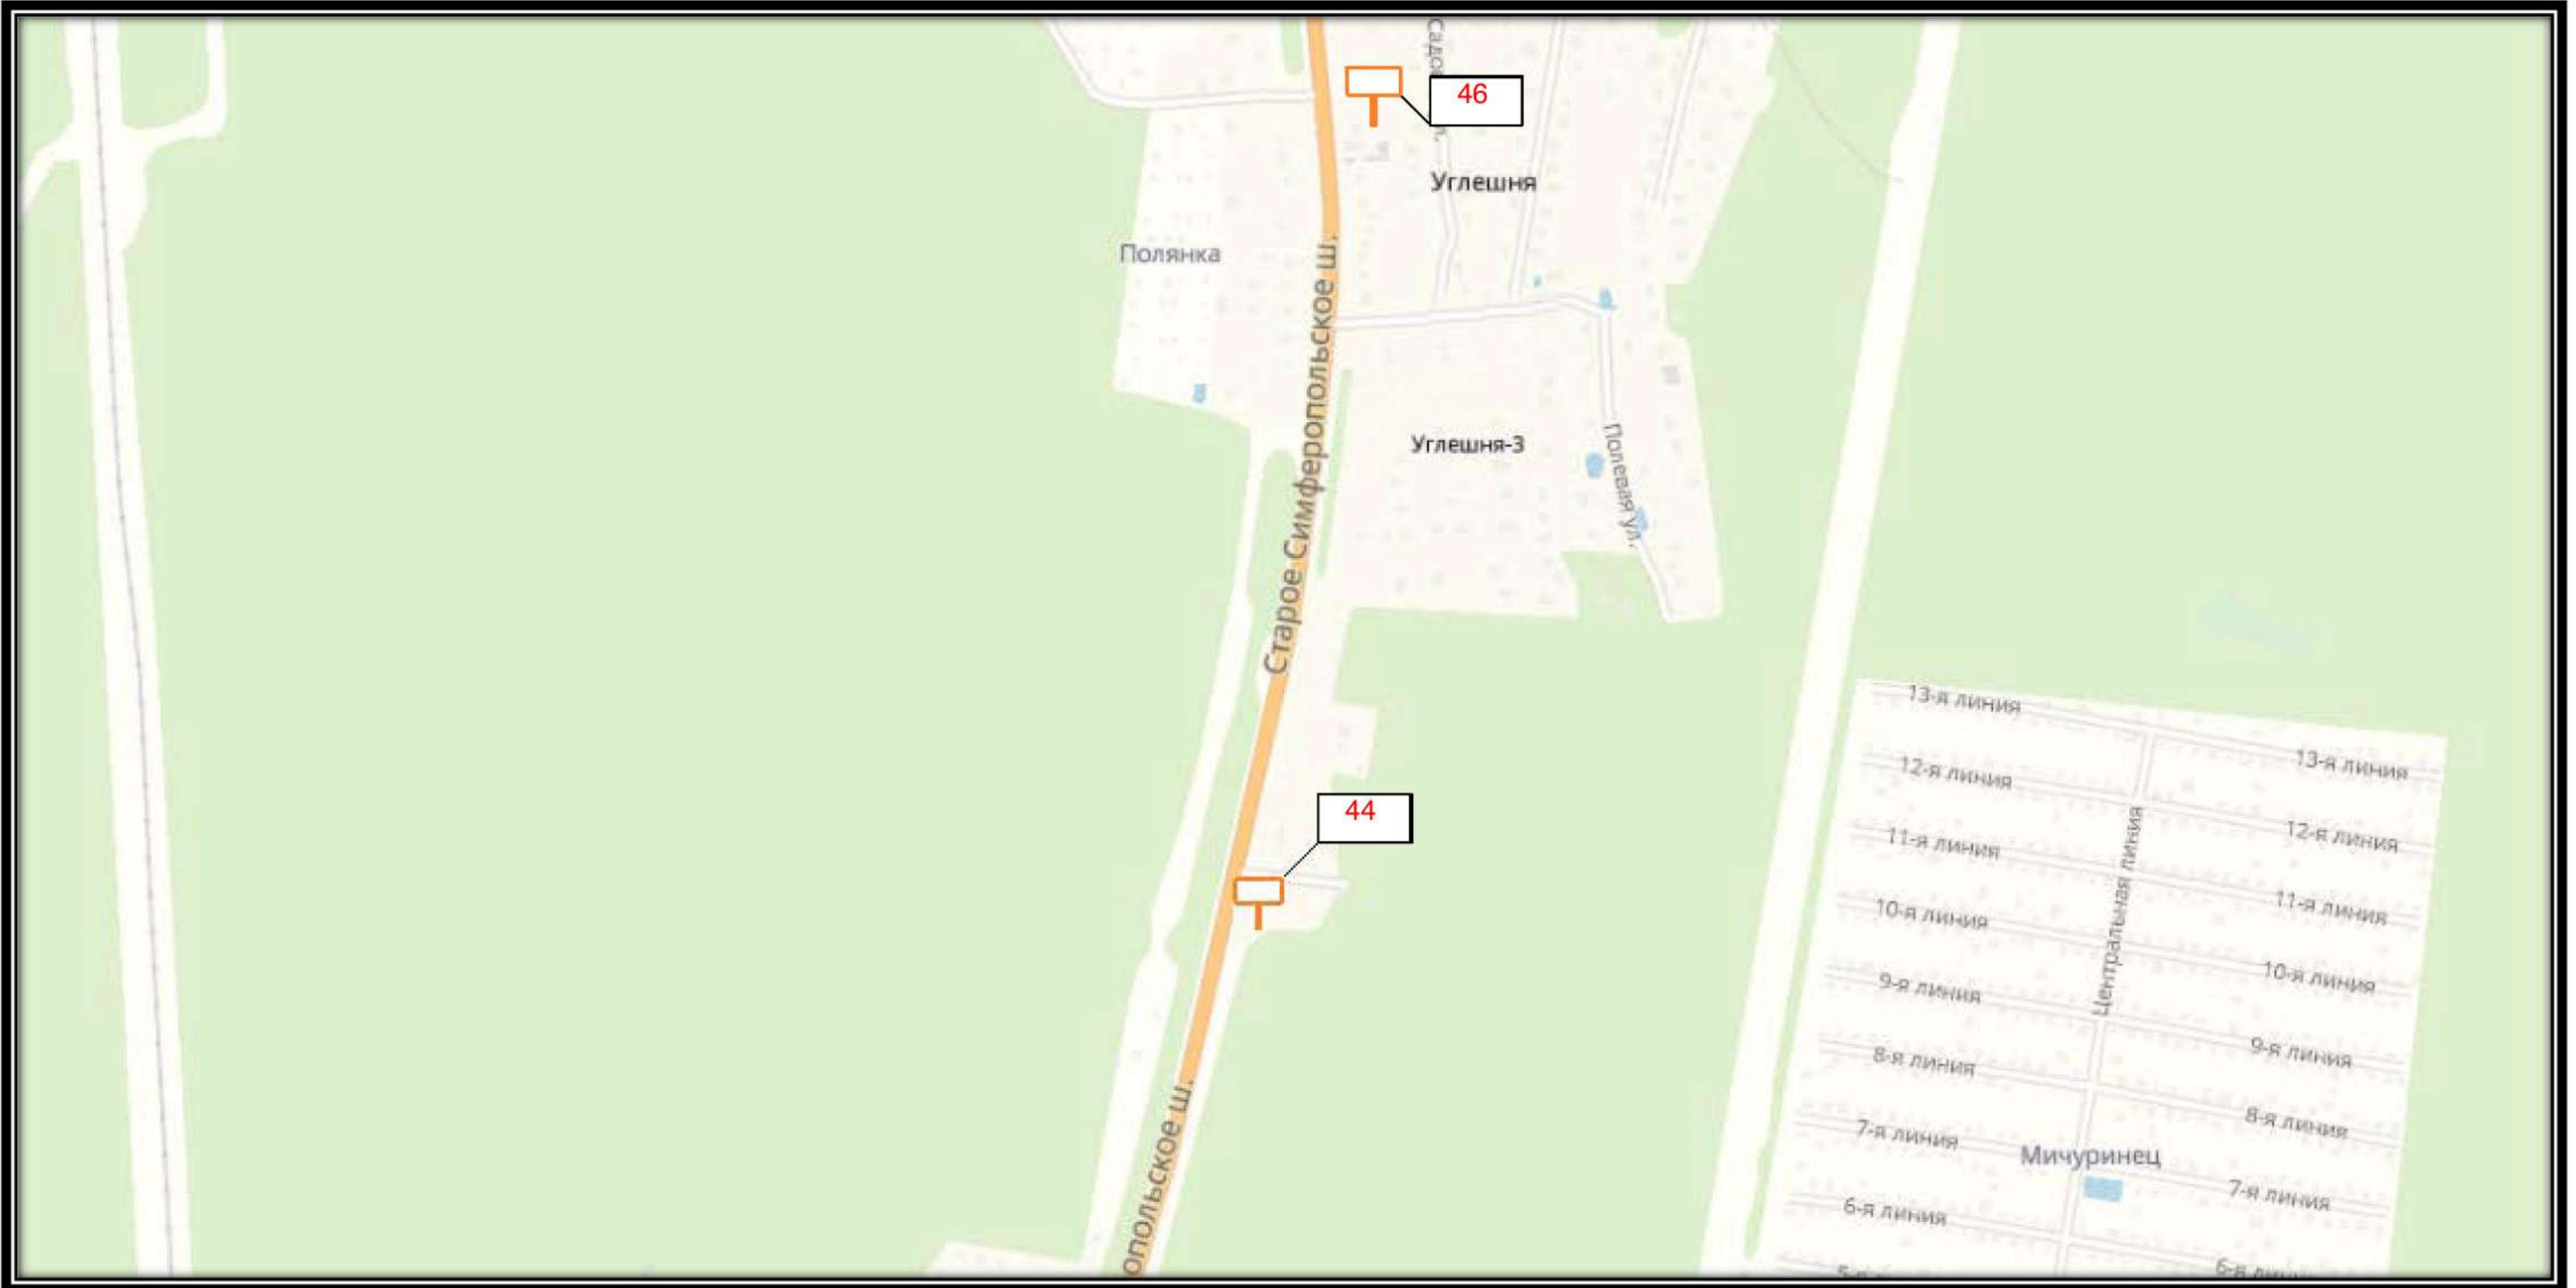 46
Углешня
Полянка
Старое Симферопольское ш.
Углешня-3
Полевая ул.
13-я линия
13-я линия
12-я линия
44
12-я линия
11-я линия
Центральная линия
11-я линия
10-я линия
10-я линия
9-я линия
9-я линия
8-я линия
опольское ш.
8-я линия
7-я линия
Мичуринец
7-я линия
6-я линия